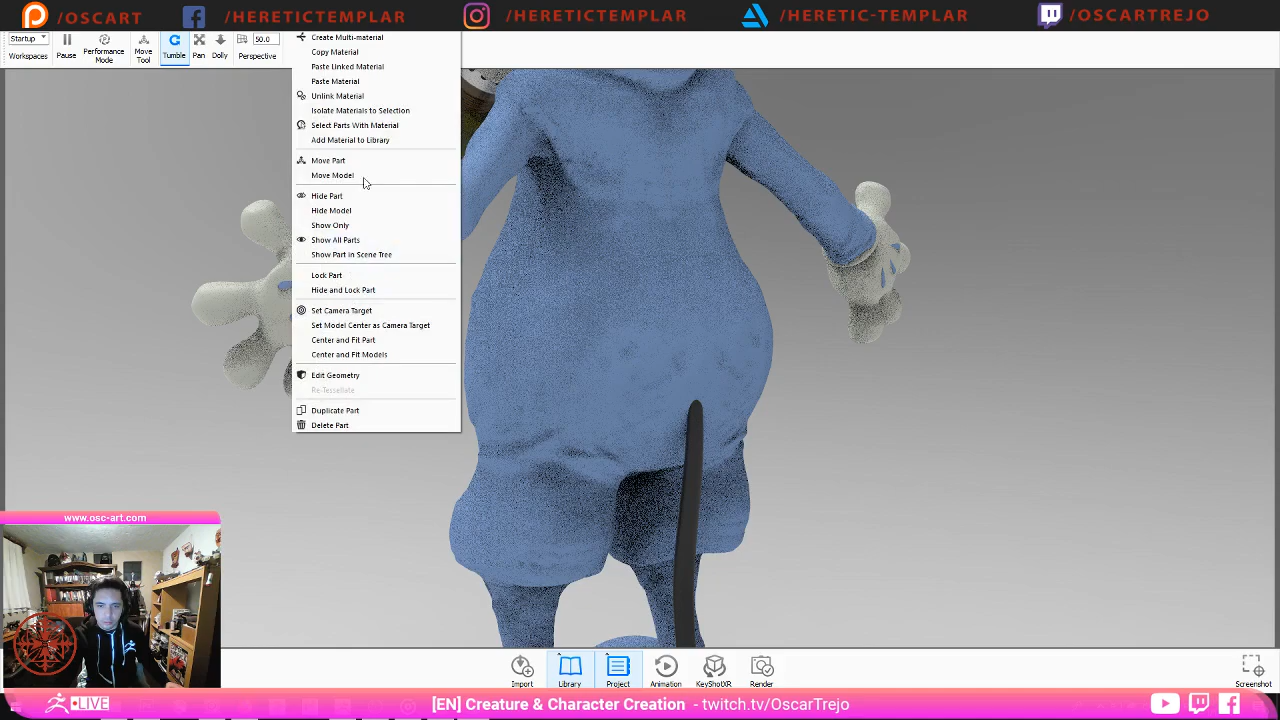 /OSCART
/HERETICTEMPLAR
/HERETICTEMPLAR
/HERETIC-TEMPLAR
/OSCARTREJO
Startup
50.0
Workspaces
Pause
Performance
Mode
Move
Tool
Tumble
Pan
Dolly
Perspective
Create Multi-material
Copy Material
Paste Linked Material
Paste Material
Unlink Material
Isolate Materials to Selection
Select Parts With Material
Add Material to Library
Move Part
Move Model
Hide Part
Hide Model
Show Only
Show All Parts
Show Part in Scene Tree
Lock Part
Hide and Lock Part
Set Camera Target
Set Model Center as Camera Target
Center and Fit Part
Center and Fit Models
Edit Geometry
Re-Tessellate
Duplicate Part
Delete Part
www.osc-art.com
Import
Library
Project
Animation
KeyShotXR
Render
Screenshot
LIVE
[EN] Creature & Character Creation - twitch.tv/OscarTrejo